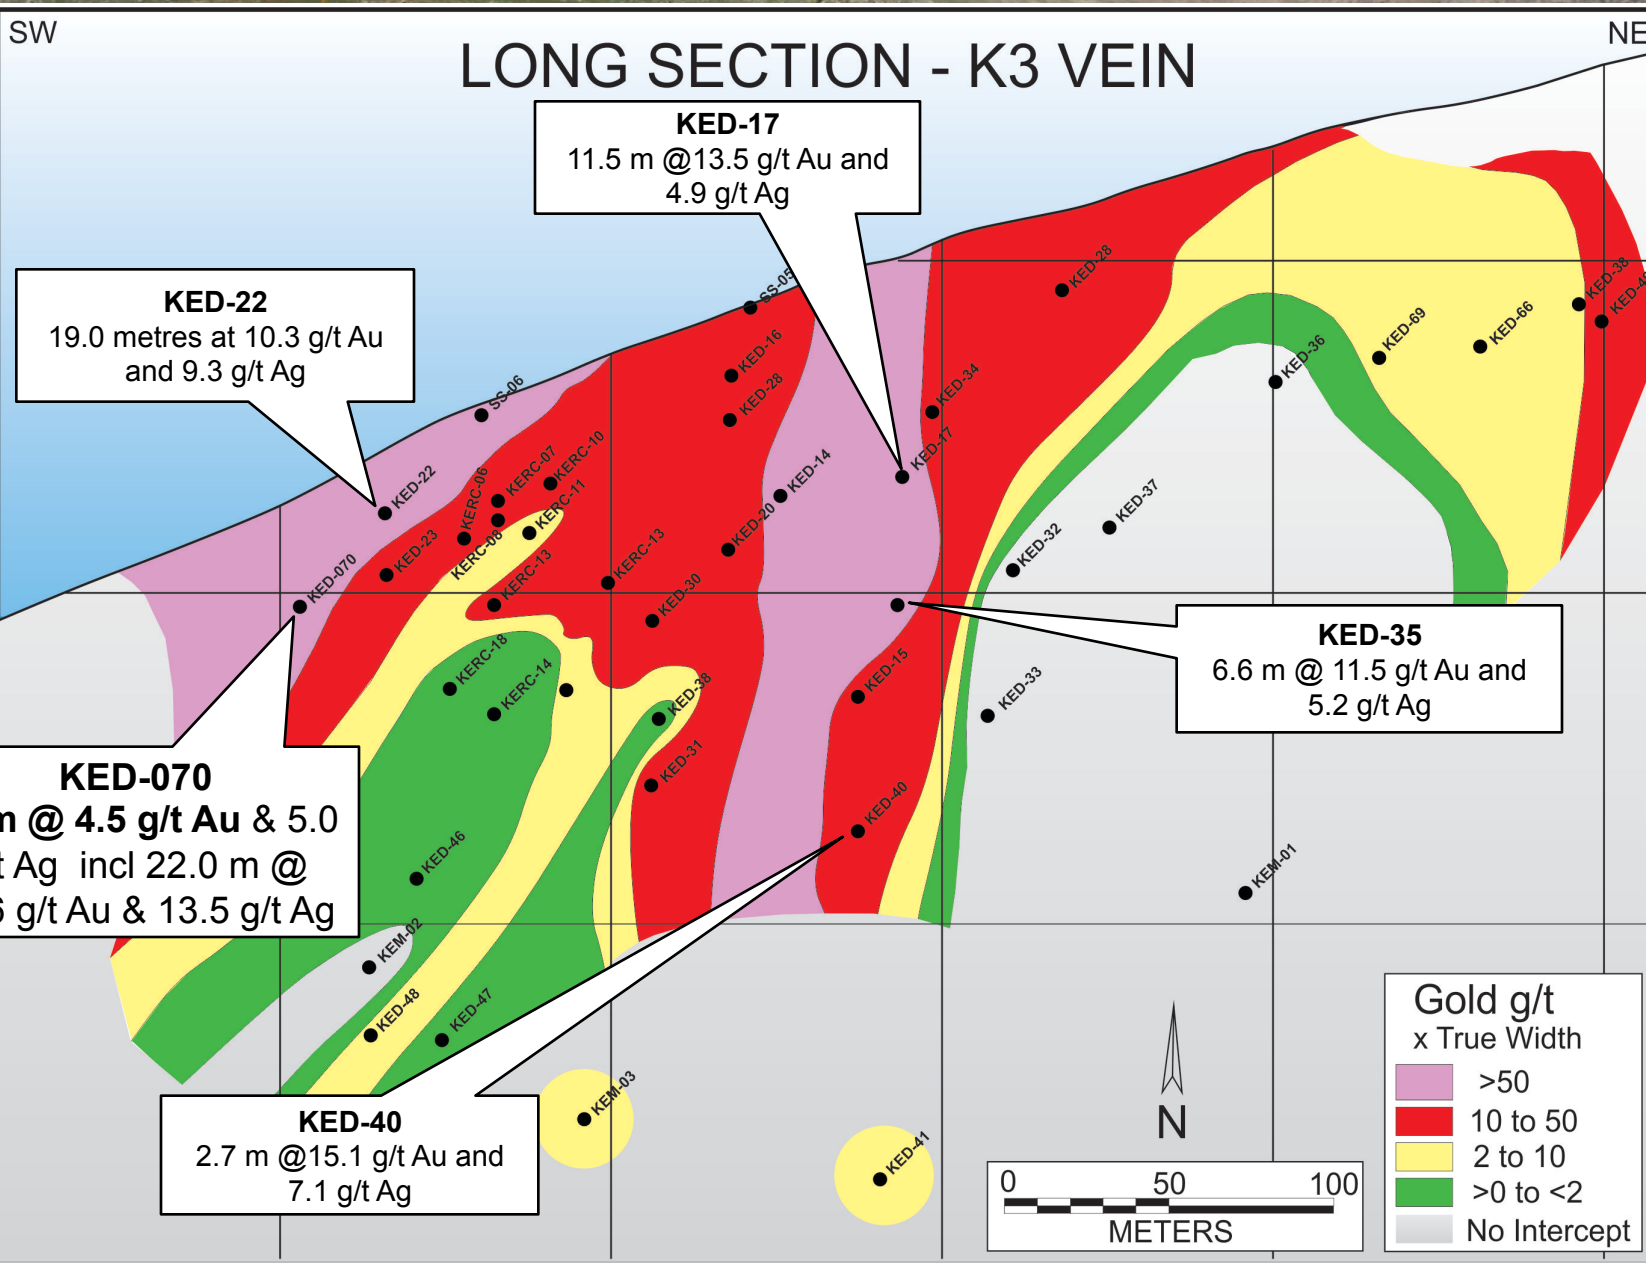 SW
NE
LONG SECTION - K3 VEIN
KED-17
11.5 m @13.5 g/t Au and
4.9 g/t Ag
KED-22
19.0 metres at 10.3 g/t Au
and 9.3 g/t Ag
SS-05
KED-28
KED-38
KED-48
KED-16
KED-66
KED-69
KED-36
KED-28
KED-34
SS-06
KED-17
KERC-10
KERC-07
KED-14
KERC-06
KED-22
KERC-11
KED-37
KED-20
KERC-08
KED-32
KED-23
KERC-13
KERC-13
KED-30
KED-070
KED-35
6.6 m @ 11.5 g/t Au and
5.2 g/t Ag
KERC-18
KERC-14
KED-15
KED-38
KED-33
KED-31
KED-070
m @ 4.5 g/t Au & 5.0
t Ag incl 22.0 m @
6 g/t Au & 13.5 g/t Ag
KED-40
KED-46
KEM-01
KEM-02
KED-48
KED-47
KEM-03
KED-41
KED-40
2.7 m @15.1 g/t Au and
7.1 g/t Ag
N
0 50 100
METERS
Gold g/t
x True Width
>50
10 to 50
2 to 10
>0 to <2
No Intercept